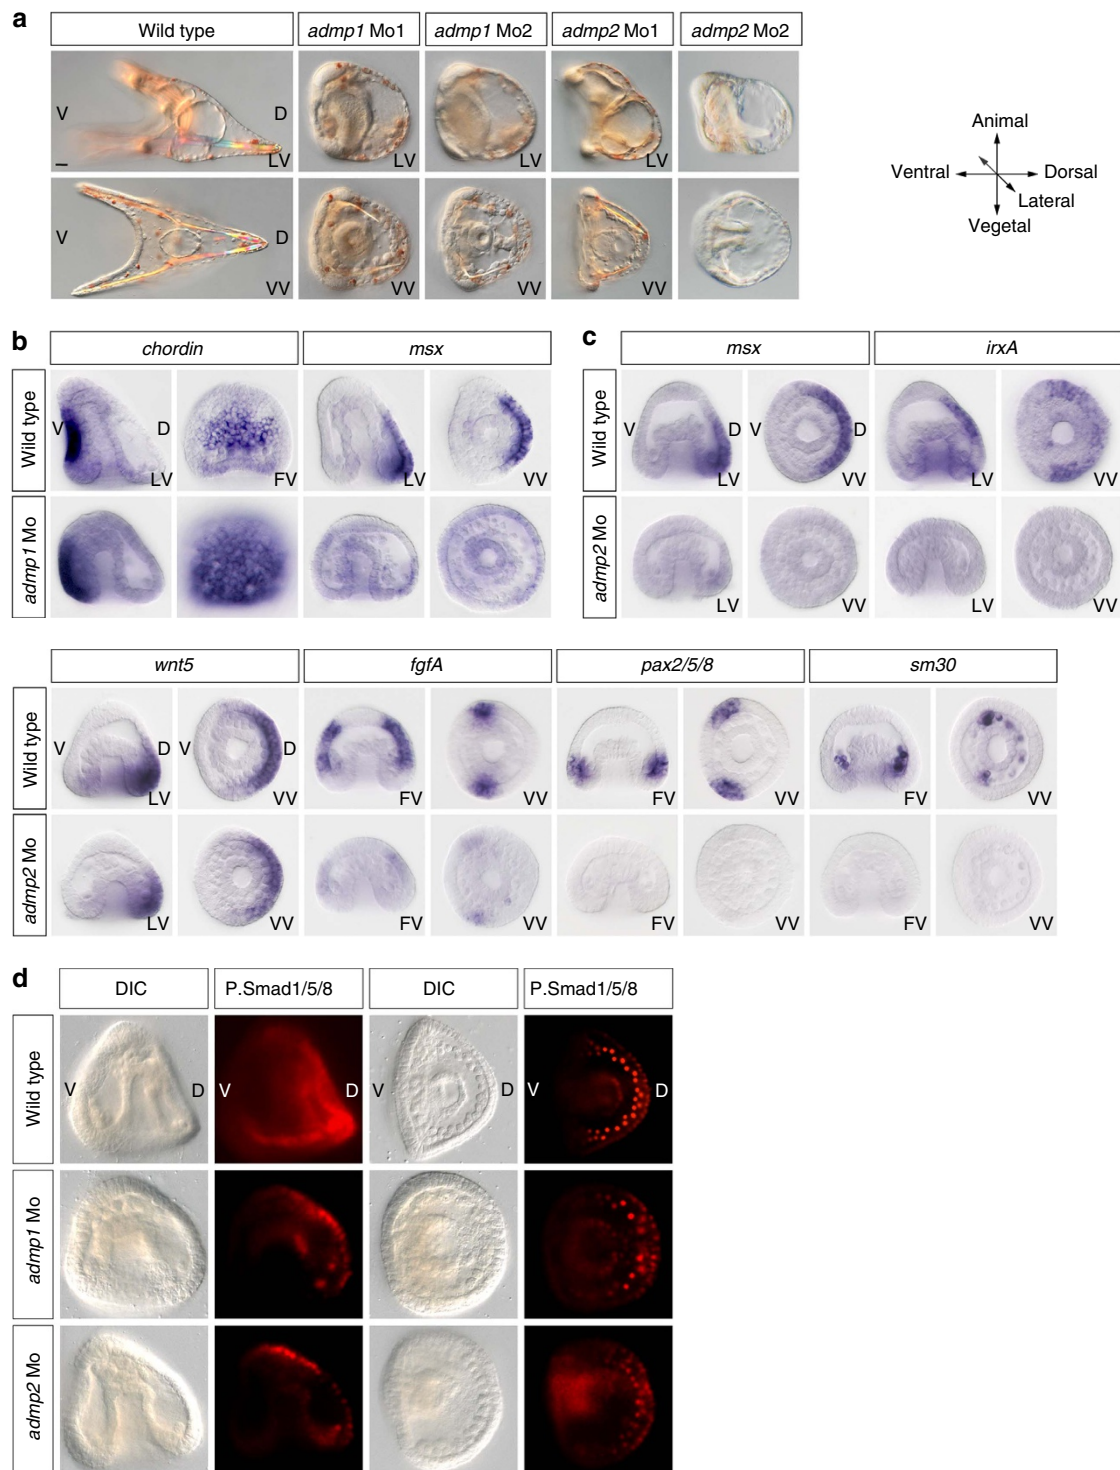 a
Wild type
admp1 Mo1
admp1 Mo2
admp2 Mo1
admp2 Mo2
V
D
LV
LV
LV
LV
V
D
VV
VV
VV
VV
Animal
Ventral
Dorsal
Lateral
Vegetal
b
chordin
msx
Wild type
V
D
LV
FV
LV
VV
admp1 Mo
c
msx
irxA
Wild type
V
D
LV
D
VV
LV
VV
admp2 Mo
LV
VV
LV
VV
wnt5
fgfA
pax2/5/8
sm30
Wild type
V
D
LV
V
D
VV
FV
VV
FV
VV
FV
VV
admp2 Mo
LV
VV
FV
VV
FV
VV
FV
VV
d
DIC
P.Smad1/5/8
DIC
P.Smad1/5/8
Wild type
V
D
V
D
V
D
V
D
admp1 Mo
admp2 Mo